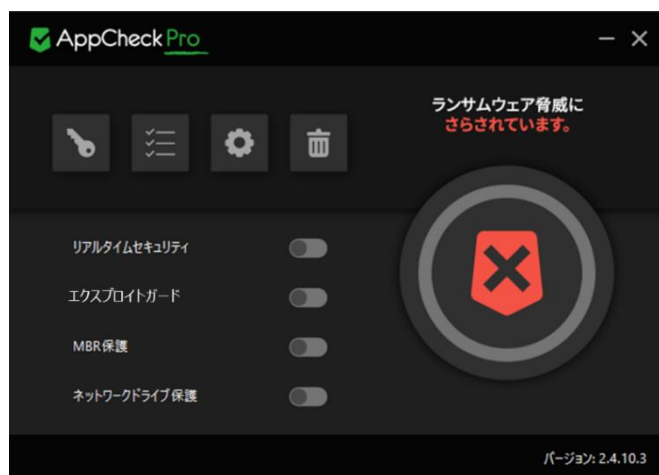 AppCheck Pro
ランサムウェア脅威に
さらされています。
リアルタイムセキュリティ
エクスプロイトガード
MBR保護
ネットワークドライブ保護
バージョン: 2.4.10.3